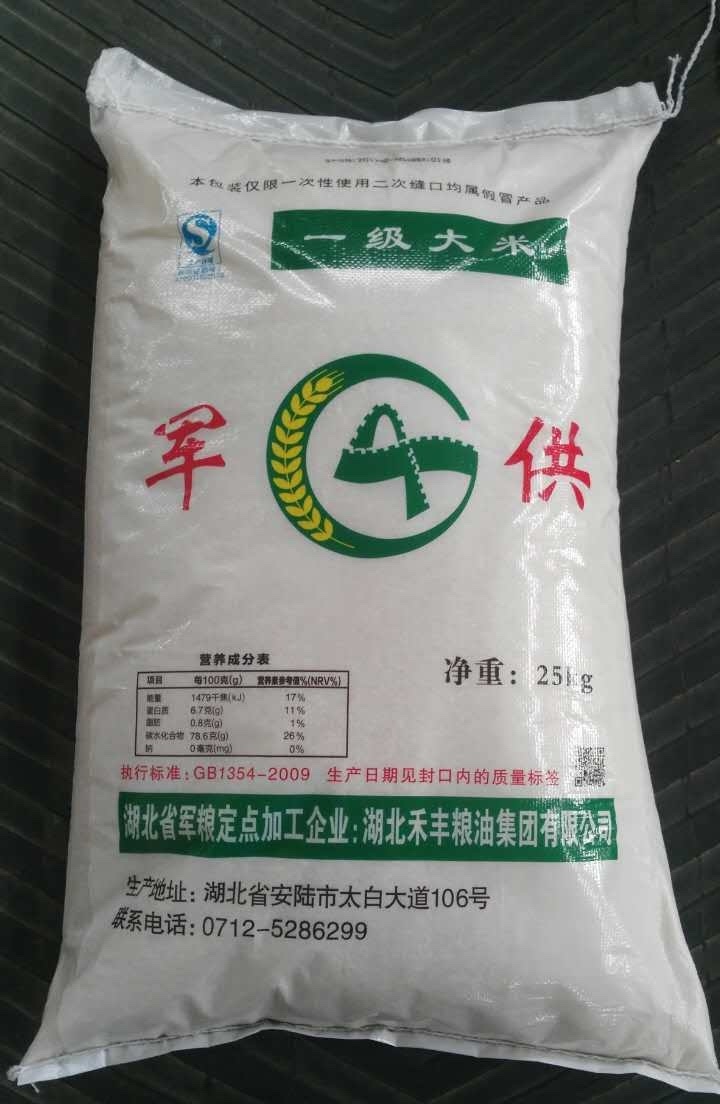 本包装仅限一次性使用二次缝口均属假冒产品
一级大米
军 供
净重：25kg
营养成分表
项目 每100克(g) 营养素参考值%(NRV%)
能量 1479千焦(kJ) 17%
蛋白质 6.7克(g) 11%
脂肪 0.8克(g) 1%
碳水化合物 78.6克(g) 26%
钠 0毫克(mg) 0%
执行标准：GB1354-2009 生产日期见封口内的质量标签
湖北省军粮定点加工企业：湖北禾丰粮油集团有限公司
生产地址：湖北省安陆市太白大道106号
联系电话：0712-5286299